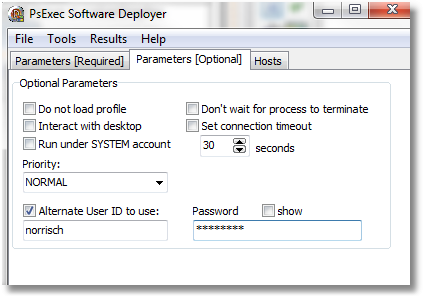 PsExec Software Deployer
File Tools Results Help
Parameters [Required] Parameters [Optional] Hosts
Optional Parameters
Do not load profile Don't wait for process to terminate
Interact with desktop Set connection timeout
Run under SYSTEM account 30 seconds
Priority:
NORMAL
Alternate User ID to use: Password show
norrisch ********